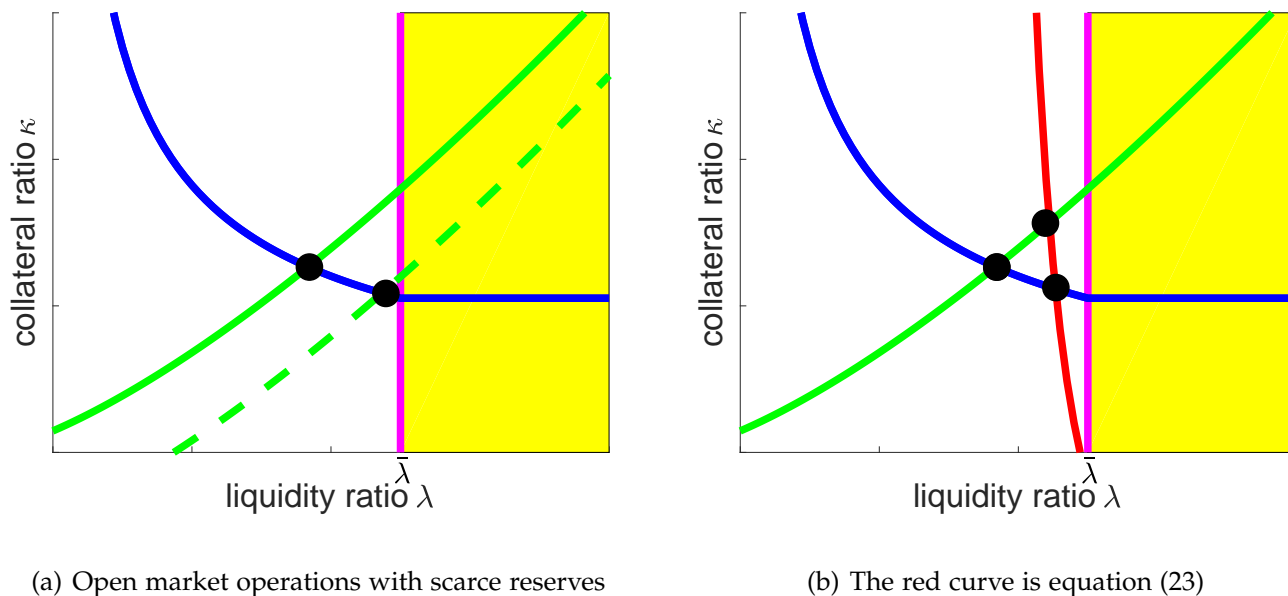 collateral ratio κ
λ̄
liquidity ratio λ
(a) Open market operations with scarce reserves
collateral ratio κ
λ̄
liquidity ratio λ
(b) The red curve is equation (23)